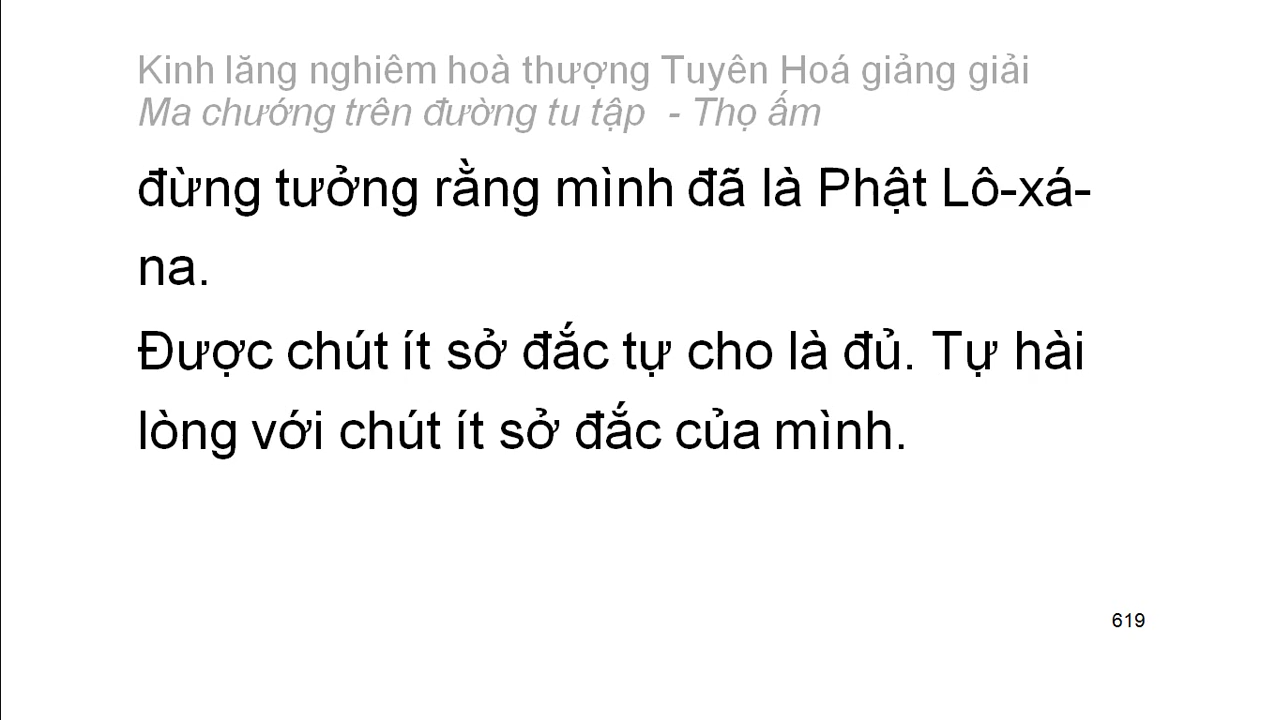 Kinh lăng nghiêm hoà thượng Tuyên Hoá giảng giải
Ma chướng trên đường tu tập - Thọ ấm
đừng tưởng rằng mình đã là Phật Lô-xá-
na.
Được chút ít sở đắc tự cho là đủ. Tự hài
lòng với chút ít sở đắc của mình.
619